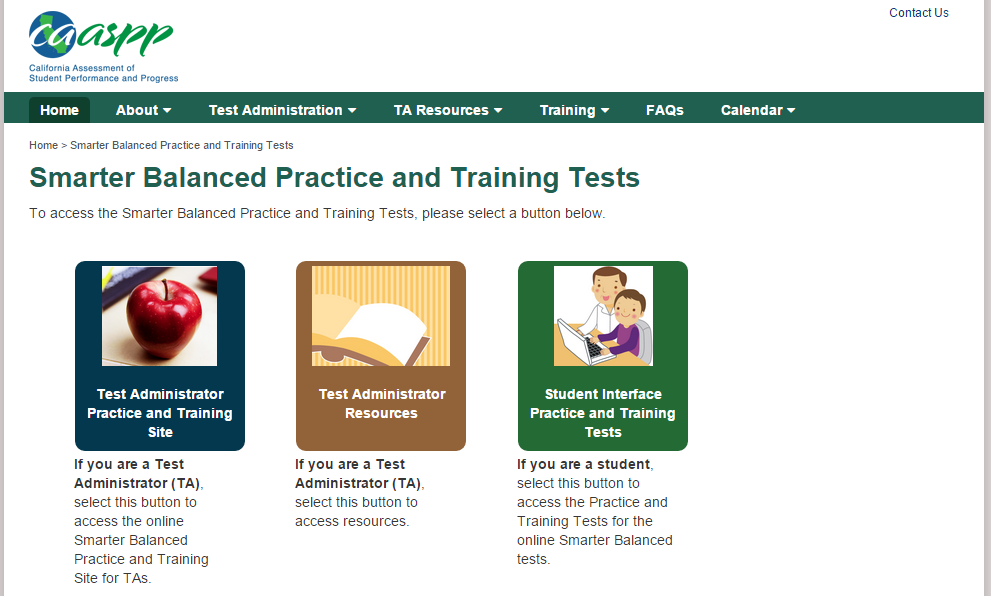 Contact Us
caaspp
California Assessment of
Student Performance and Progress
Home About Test Administration TA Resources Training FAQs Calendar
Home > Smarter Balanced Practice and Training Tests
Smarter Balanced Practice and Training Tests
To access the Smarter Balanced Practice and Training Tests, please select a button below.
Test Administrator
Practice and Training
Site
If you are a Test
Administrator (TA),
select this button to
access the online
Smarter Balanced
Practice and Training
Site for TAs.
Test Administrator
Resources
If you are a Test
Administrator (TA),
select this button to
access resources.
Student Interface
Practice and Training
Tests
If you are a student,
select this button to
access the Practice and
Training Tests for the
online Smarter Balanced
tests.